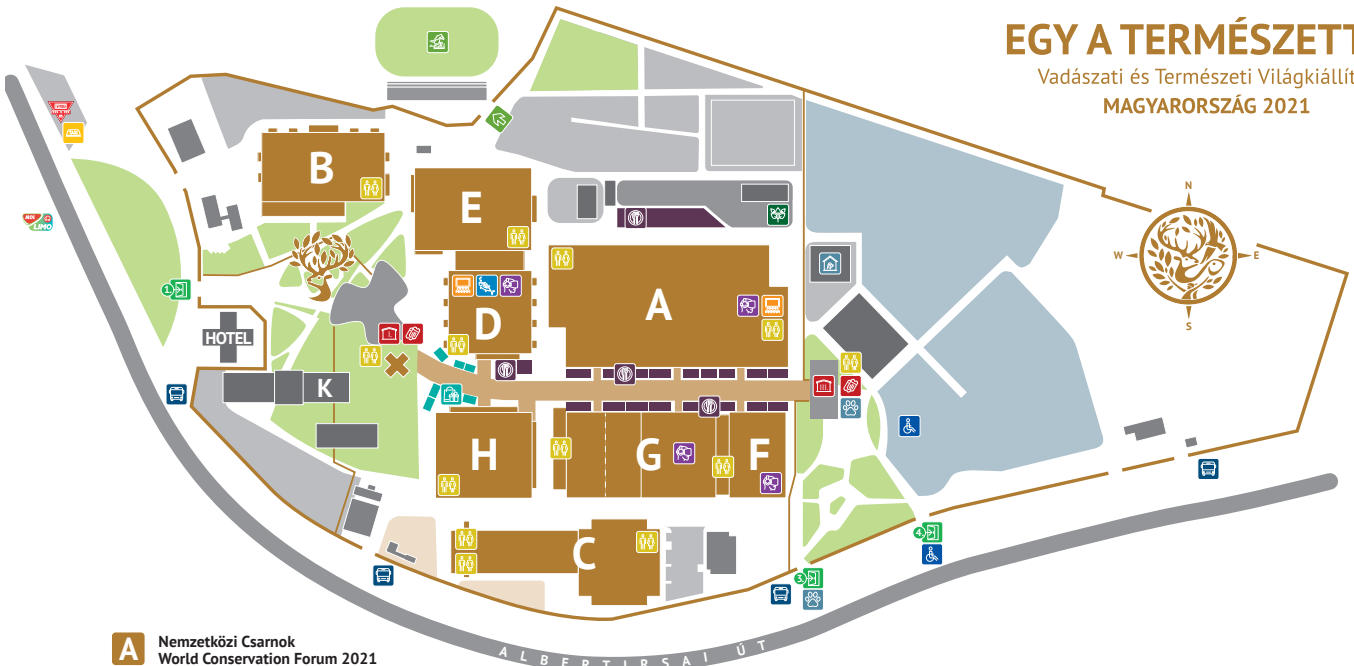 EGY A TERMÉSZETT
Vadászati és Természeti Világkiállít
MAGYARORSZÁG 2021
N
W
E
S
B
E
A
D
1.
HOTEL
K
LIMO
I.
III.
H
G
F
C
4.
3.
ALBERTIRSAI ÚT
A
Nemzetközi Csarnok
World Conservation Forum 2021